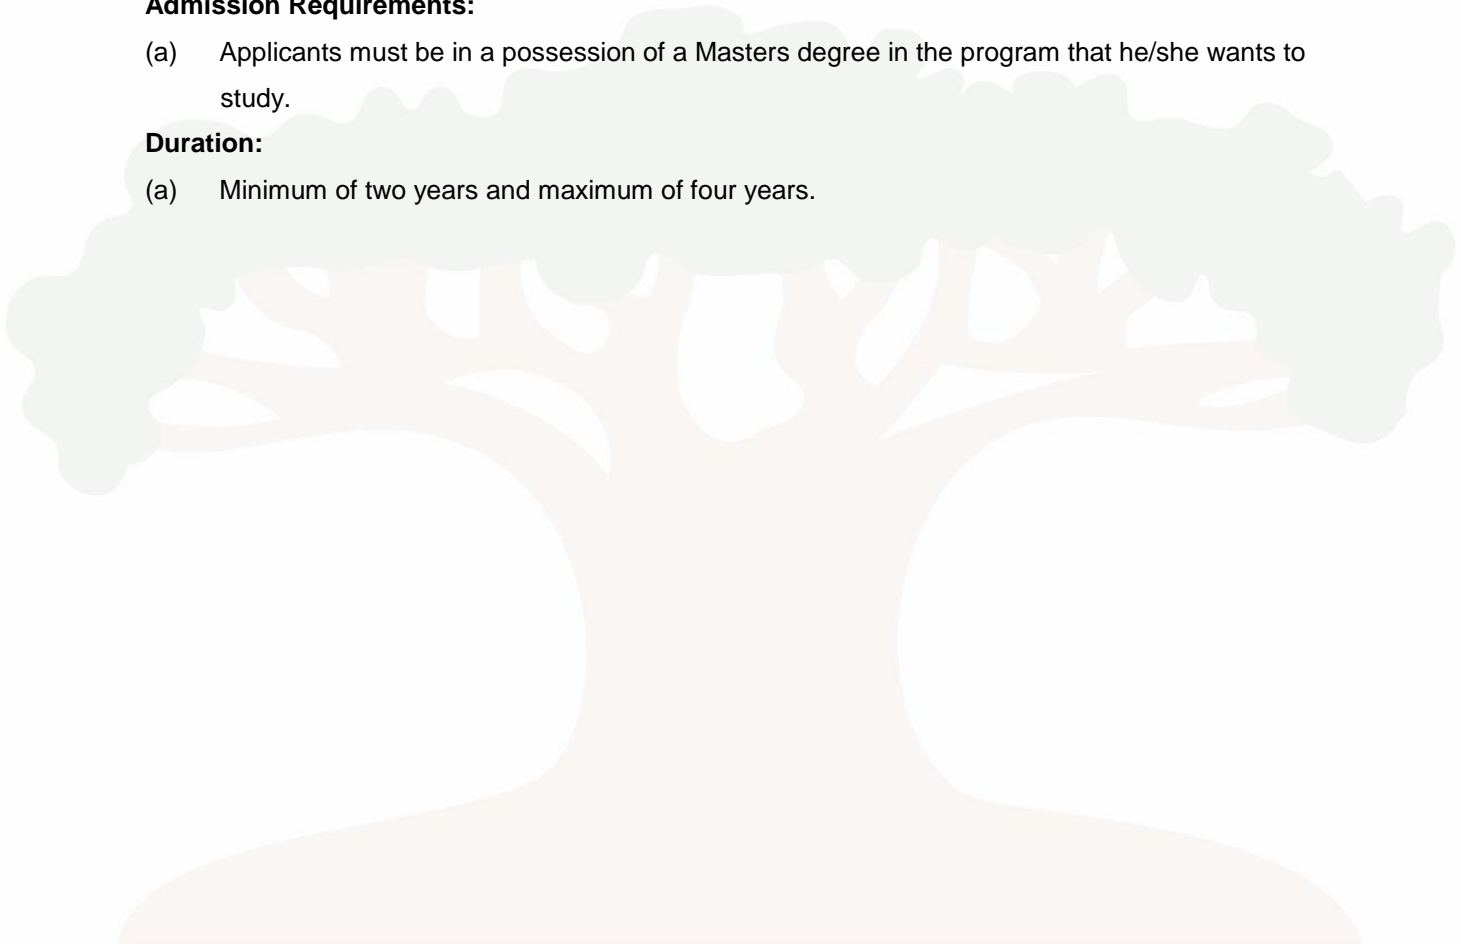 Admission Requirements:
(a) Applicants must be in a possession of a Masters degree in the program that he/she wants to
study.
Duration:
(a) Minimum of two years and maximum of four years.